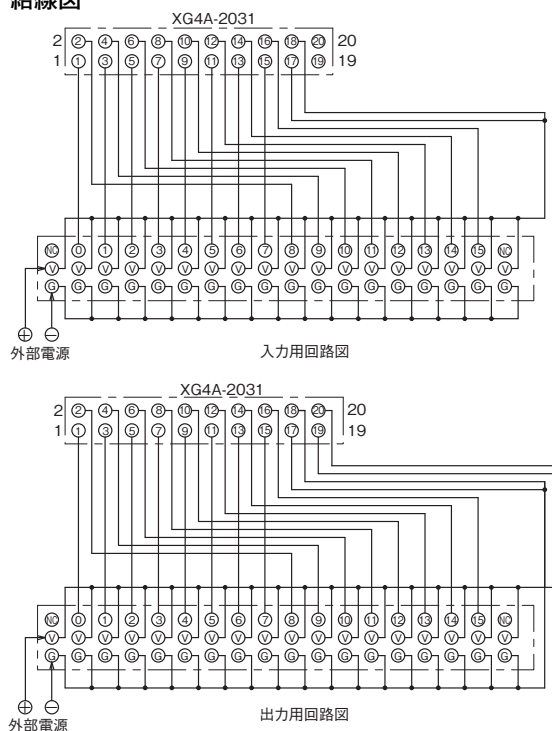 結線図
XG4A-2031
2 ② ④ ⑥ ⑧ ⑩ ⑫ ⑭ ⑯ ⑱ ⑳ 20
1 ① ③ ⑤ ⑦ ⑨ ⑪ ⑬ ⑮ ⑰ ⑲ 19
NC 0 1 2 3 4 5 6 7 8 9 10 11 12 13 14 15 NC
V V V V V V V V V V V V V V V V V V
G G G G G G G G G G G G G G G G G G
⊕ ⊖
外部電源
入力用回路図
XG4A-2031
2 ② ④ ⑥ ⑧ ⑩ ⑫ ⑭ ⑯ ⑱ ⑳ 20
1 ① ③ ⑤ ⑦ ⑨ ⑪ ⑬ ⑮ ⑰ ⑲ 19
NC 0 1 2 3 4 5 6 7 8 9 10 11 12 13 14 15 NC
V V V V V V V V V V V V V V V V V V
G G G G G G G G G G G G G G G G G G
⊕ ⊖
外部電源
出力用回路図